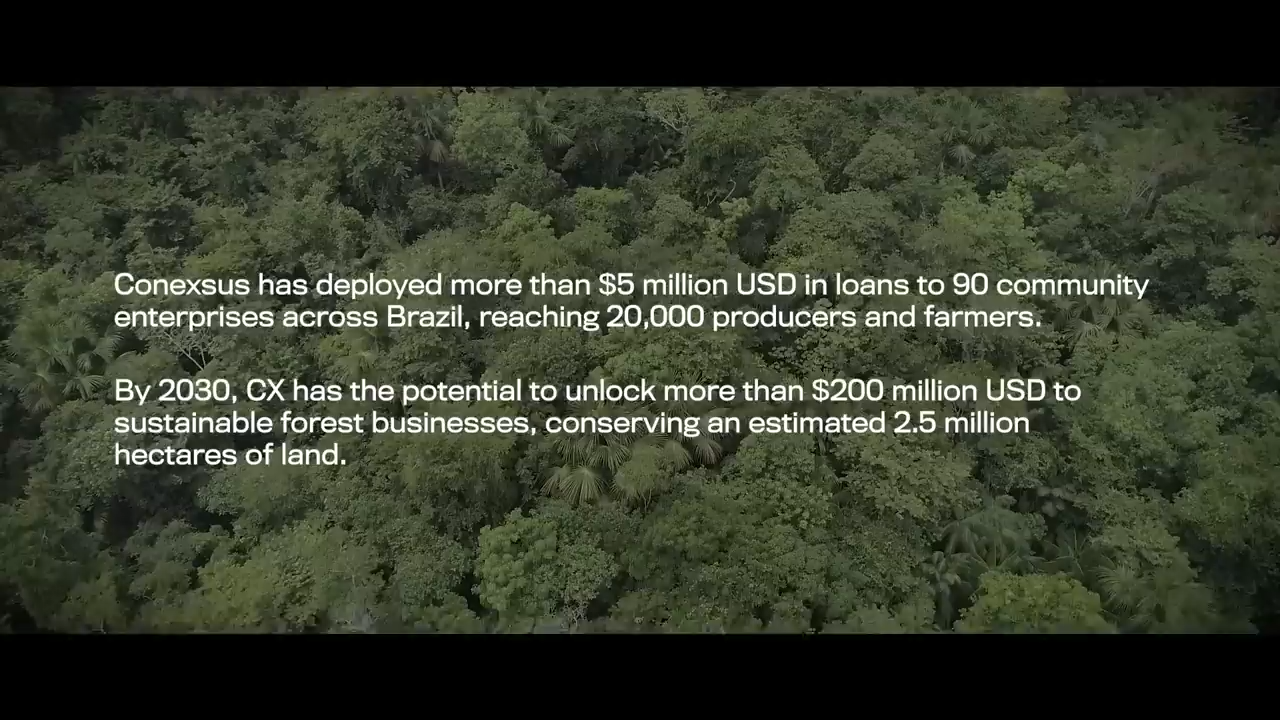 Conexsus has deployed more than $5 million USD in loans to 90 community
enterprises across Brazil, reaching 20,000 producers and farmers.
By 2030, CX has the potential to unlock more than $200 million USD to
sustainable forest businesses, conserving an estimated 2.5 million
hectares of land.